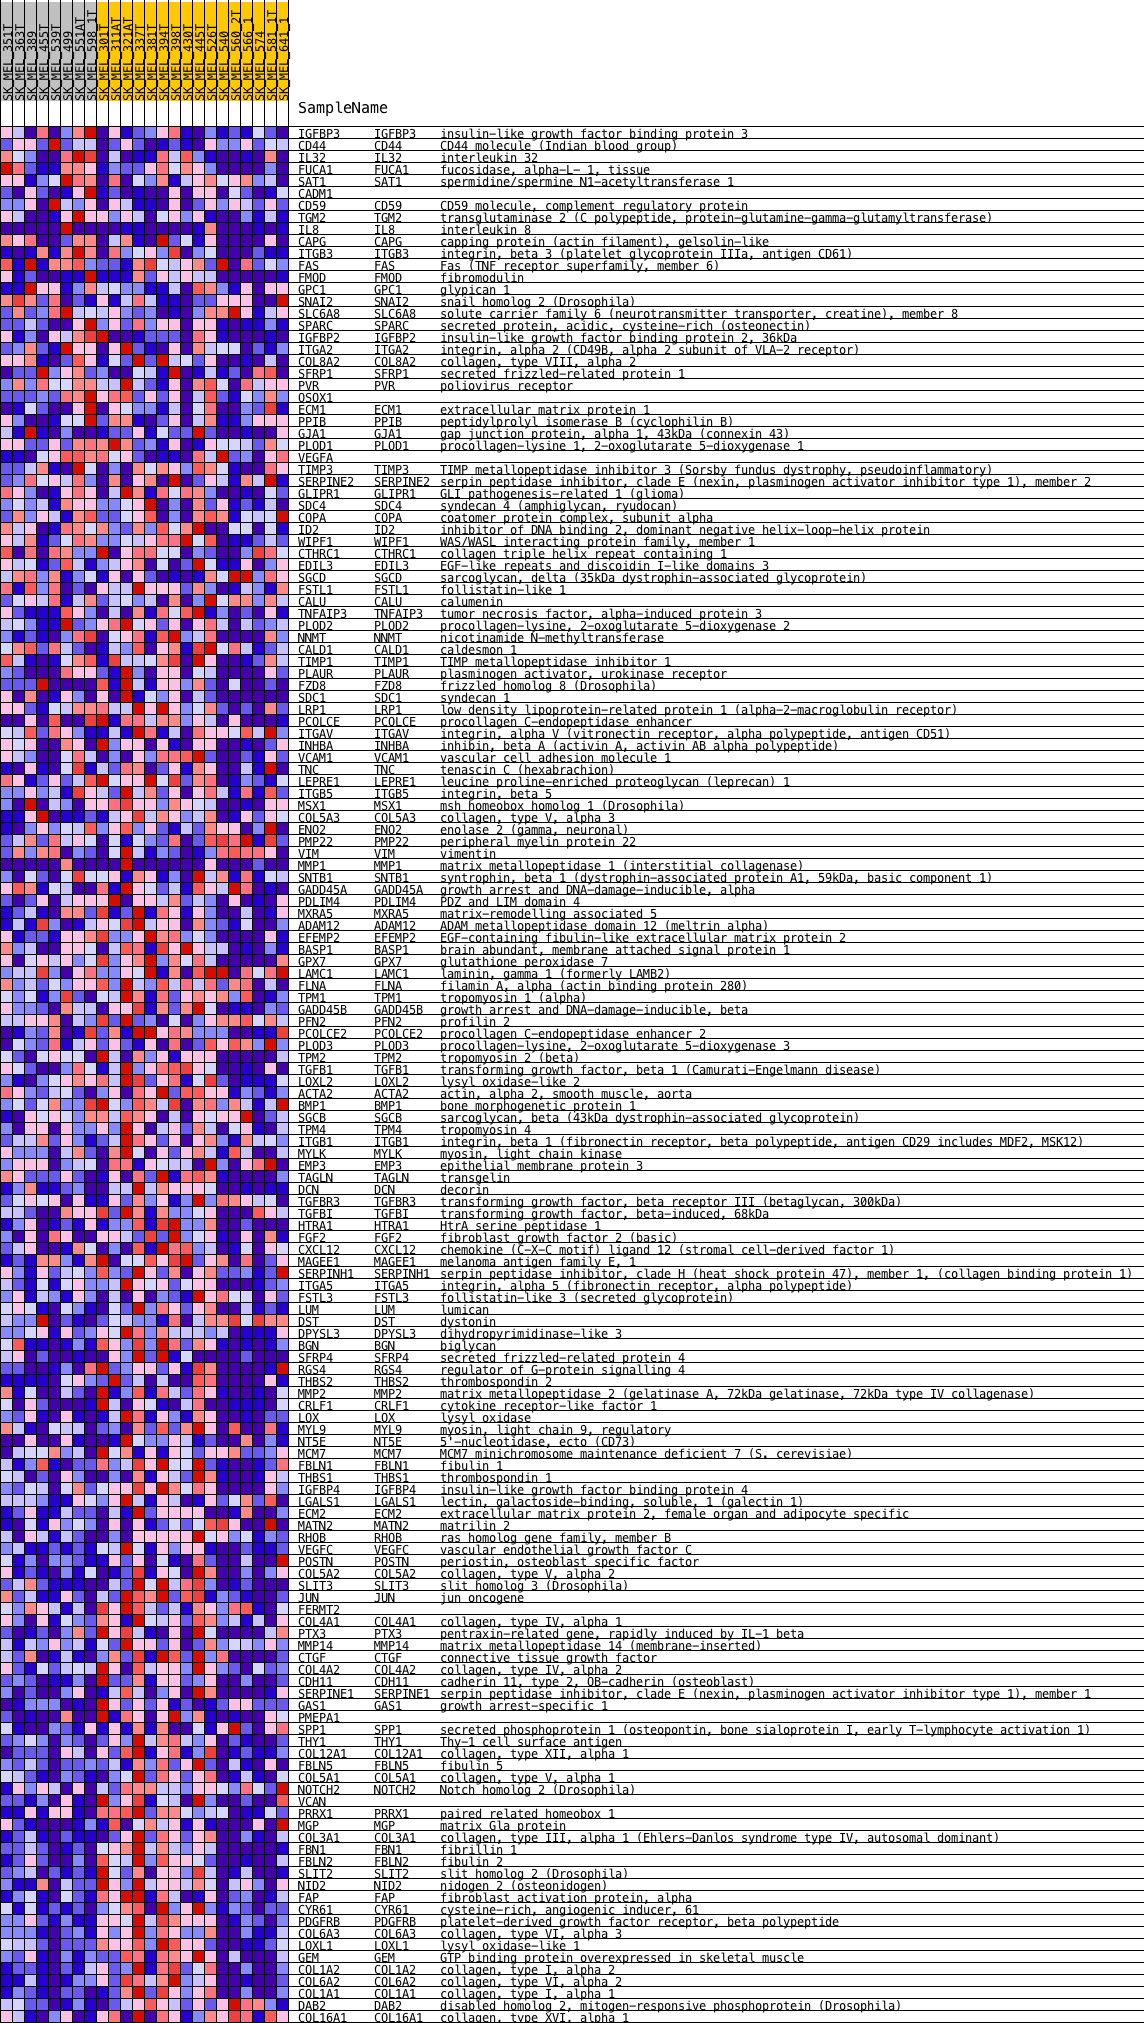 SK_MEL_351T
SK_MEL_363T
SK_MEL_389
SK_MEL_455T
SK_MEL_539T
SK_MEL_499
SK_MEL_551AT
SK_MEL_598_1T
SK_MEL_301T
SK_MEL_311AT
SK_MEL_321AT
SK_MEL_337T
SK_MEL_381T
SK_MEL_394T
SK_MEL_398T
SK_MEL_430T
SK_MEL_445T
SK_MEL_526T
SK_MEL_540
SK_MEL_560_2T
SK_MEL_566_1
SK_MEL_574
SK_MEL_581_1T
SK_MEL_641_1
SampleName
IGFBP3 IGFBP3 insulin-like growth factor binding protein 3
CD44 CD44 CD44 molecule (Indian blood group)
IL32 IL32 interleukin 32
FUCA1 FUCA1 fucosidase, alpha-L- 1, tissue
SAT1 SAT1 spermidine/spermine N1-acetyltransferase 1
CADM1
CD59 CD59 CD59 molecule, complement regulatory protein
TGM2 TGM2 transglutaminase 2 (C polypeptide, protein-glutamine-gamma-glutamyltransferase)
IL8 IL8 interleukin 8
CAPG CAPG capping protein (actin filament), gelsolin-like
ITGB3 ITGB3 integrin, beta 3 (platelet glycoprotein IIIa, antigen CD61)
FAS FAS Fas (TNF receptor superfamily, member 6)
FMOD FMOD fibromodulin
GPC1 GPC1 glypican 1
SNAI2 SNAI2 snail homolog 2 (Drosophila)
SLC6A8 SLC6A8 solute carrier family 6 (neurotransmitter transporter, creatine), member 8
SPARC SPARC secreted protein, acidic, cysteine-rich (osteonectin)
IGFBP2 IGFBP2 insulin-like growth factor binding protein 2, 36kDa
ITGA2 ITGA2 integrin, alpha 2 (CD49B, alpha 2 subunit of VLA-2 receptor)
COL8A2 COL8A2 collagen, type VIII, alpha 2
SFRP1 SFRP1 secreted frizzled-related protein 1
PVR PVR poliovirus receptor
QSOX1
ECM1 ECM1 extracellular matrix protein 1
PPIB PPIB peptidylprolyl isomerase B (cyclophilin B)
GJA1 GJA1 gap junction protein, alpha 1, 43kDa (connexin 43)
PLOD1 PLOD1 procollagen-lysine 1, 2-oxoglutarate 5-dioxygenase 1
VEGFA
TIMP3 TIMP3 TIMP metallopeptidase inhibitor 3 (Sorsby fundus dystrophy, pseudoinflammatory)
SERPINE2 SERPINE2 serpin peptidase inhibitor, clade E (nexin, plasminogen activator inhibitor type 1), member 2
GLIPR1 GLIPR1 GLI pathogenesis-related 1 (glioma)
SDC4 SDC4 syndecan 4 (amphiglycan, ryudocan)
COPA COPA coatomer protein complex, subunit alpha
ID2 ID2 inhibitor of DNA binding 2, dominant negative helix-loop-helix protein
WIPF1 WIPF1 WAS/WASL interacting protein family, member 1
CTHRC1 CTHRC1 collagen triple helix repeat containing 1
EDIL3 EDIL3 EGF-like repeats and discoidin I-like domains 3
SGCD SGCD sarcoglycan, delta (35kDa dystrophin-associated glycoprotein)
FSTL1 FSTL1 follistatin-like 1
CALU CALU calumenin
TNFAIP3 TNFAIP3 tumor necrosis factor, alpha-induced protein 3
PLOD2 PLOD2 procollagen-lysine, 2-oxoglutarate 5-dioxygenase 2
NNMT NNMT nicotinamide N-methyltransferase
CALD1 CALD1 caldesmon 1
TIMP1 TIMP1 TIMP metallopeptidase inhibitor 1
PLAUR PLAUR plasminogen activator, urokinase receptor
FZD8 FZD8 frizzled homolog 8 (Drosophila)
SDC1 SDC1 syndecan 1
LRP1 LRP1 low density lipoprotein-related protein 1 (alpha-2-macroglobulin receptor)
PCOLCE PCOLCE procollagen C-endopeptidase enhancer
ITGAV ITGAV integrin, alpha V (vitronectin receptor, alpha polypeptide, antigen CD51)
INHBA INHBA inhibin, beta A (activin A, activin AB alpha polypeptide)
VCAM1 VCAM1 vascular cell adhesion molecule 1
TNC TNC tenascin C (hexabrachion)
LEPRE1 LEPRE1 leucine proline-enriched proteoglycan (leprecan) 1
ITGB5 ITGB5 integrin, beta 5
MSX1 MSX1 msh homeobox homolog 1 (Drosophila)
COL5A3 COL5A3 collagen, type V, alpha 3
ENO2 ENO2 enolase 2 (gamma, neuronal)
PMP22 PMP22 peripheral myelin protein 22
VIM VIM vimentin
MMP1 MMP1 matrix metallopeptidase 1 (interstitial collagenase)
SNTB1 SNTB1 syntrophin, beta 1 (dystrophin-associated protein A1, 59kDa, basic component 1)
GADD45A GADD45A growth arrest and DNA-damage-inducible, alpha
PDLIM4 PDLIM4 PDZ and LIM domain 4
MXRA5 MXRA5 matrix-remodelling associated 5
ADAM12 ADAM12 ADAM metallopeptidase domain 12 (meltrin alpha)
EFEMP2 EFEMP2 EGF-containing fibulin-like extracellular matrix protein 2
BASP1 BASP1 brain abundant, membrane attached signal protein 1
GPX7 GPX7 glutathione peroxidase 7
LAMC1 LAMC1 laminin, gamma 1 (formerly LAMB2)
FLNA FLNA filamin A, alpha (actin binding protein 280)
TPM1 TPM1 tropomyosin 1 (alpha)
GADD45B GADD45B growth arrest and DNA-damage-inducible, beta
PFN2 PFN2 profilin 2
PCOLCE2 PCOLCE2 procollagen C-endopeptidase enhancer 2
PLOD3 PLOD3 procollagen-lysine, 2-oxoglutarate 5-dioxygenase 3
TPM2 TPM2 tropomyosin 2 (beta)
TGFB1 TGFB1 transforming growth factor, beta 1 (Camurati-Engelmann disease)
LOXL2 LOXL2 lysyl oxidase-like 2
ACTA2 ACTA2 actin, alpha 2, smooth muscle, aorta
BMP1 BMP1 bone morphogenetic protein 1
SGCB SGCB sarcoglycan, beta (43kDa dystrophin-associated glycoprotein)
TPM4 TPM4 tropomyosin 4
ITGB1 ITGB1 integrin, beta 1 (fibronectin receptor, beta polypeptide, antigen CD29 includes MDF2, MSK12)
MYLK MYLK myosin, light chain kinase
EMP3 EMP3 epithelial membrane protein 3
TAGLN TAGLN transgelin
DCN DCN decorin
TGFBR3 TGFBR3 transforming growth factor, beta receptor III (betaglycan, 300kDa)
TGFBI TGFBI transforming growth factor, beta-induced, 68kDa
HTRA1 HTRA1 HtrA serine peptidase 1
FGF2 FGF2 fibroblast growth factor 2 (basic)
CXCL12 CXCL12 chemokine (C-X-C motif) ligand 12 (stromal cell-derived factor 1)
MAGEE1 MAGEE1 melanoma antigen family E, 1
SERPINH1 SERPINH1 serpin peptidase inhibitor, clade H (heat shock protein 47), member 1, (collagen binding protein 1)
ITGA5 ITGA5 integrin, alpha 5 (fibronectin receptor, alpha polypeptide)
FSTL3 FSTL3 follistatin-like 3 (secreted glycoprotein)
LUM LUM lumican
DST DST dystonin
DPYSL3 DPYSL3 dihydropyrimidinase-like 3
BGN BGN biglycan
SFRP4 SFRP4 secreted frizzled-related protein 4
RGS4 RGS4 regulator of G-protein signalling 4
THBS2 THBS2 thrombospondin 2
MMP2 MMP2 matrix metallopeptidase 2 (gelatinase A, 72kDa gelatinase, 72kDa type IV collagenase)
CRLF1 CRLF1 cytokine receptor-like factor 1
LOX LOX lysyl oxidase
MYL9 MYL9 myosin, light chain 9, regulatory
NT5E NT5E 5'-nucleotidase, ecto (CD73)
MCM7 MCM7 MCM7 minichromosome maintenance deficient 7 (S. cerevisiae)
FBLN1 FBLN1 fibulin 1
THBS1 THBS1 thrombospondin 1
IGFBP4 IGFBP4 insulin-like growth factor binding protein 4
LGALS1 LGALS1 lectin, galactoside-binding, soluble, 1 (galectin 1)
ECM2 ECM2 extracellular matrix protein 2, female organ and adipocyte specific
MATN2 MATN2 matrilin 2
RHOB RHOB ras homolog gene family, member B
VEGFC VEGFC vascular endothelial growth factor C
POSTN POSTN periostin, osteoblast specific factor
COL5A2 COL5A2 collagen, type V, alpha 2
SLIT3 SLIT3 slit homolog 3 (Drosophila)
JUN JUN jun oncogene
FERMT2
COL4A1 COL4A1 collagen, type IV, alpha 1
PTX3 PTX3 pentraxin-related gene, rapidly induced by IL-1 beta
MMP14 MMP14 matrix metallopeptidase 14 (membrane-inserted)
CTGF CTGF connective tissue growth factor
COL4A2 COL4A2 collagen, type IV, alpha 2
CDH11 CDH11 cadherin 11, type 2, OB-cadherin (osteoblast)
SERPINE1 SERPINE1 serpin peptidase inhibitor, clade E (nexin, plasminogen activator inhibitor type 1), member 1
GAS1 GAS1 growth arrest-specific 1
PMEPA1
SPP1 SPP1 secreted phosphoprotein 1 (osteopontin, bone sialoprotein I, early T-lymphocyte activation 1)
THY1 THY1 Thy-1 cell surface antigen
COL12A1 COL12A1 collagen, type XII, alpha 1
FBLN5 FBLN5 fibulin 5
COL5A1 COL5A1 collagen, type V, alpha 1
NOTCH2 NOTCH2 Notch homolog 2 (Drosophila)
VCAN
PRRX1 PRRX1 paired related homeobox 1
MGP MGP matrix Gla protein
COL3A1 COL3A1 collagen, type III, alpha 1 (Ehlers-Danlos syndrome type IV, autosomal dominant)
FBN1 FBN1 fibrillin 1
FBLN2 FBLN2 fibulin 2
SLIT2 SLIT2 slit homolog 2 (Drosophila)
NID2 NID2 nidogen 2 (osteonidogen)
FAP FAP fibroblast activation protein, alpha
CYR61 CYR61 cysteine-rich, angiogenic inducer, 61
PDGFRB PDGFRB platelet-derived growth factor receptor, beta polypeptide
COL6A3 COL6A3 collagen, type VI, alpha 3
LOXL1 LOXL1 lysyl oxidase-like 1
GEM GEM GTP binding protein overexpressed in skeletal muscle
COL1A2 COL1A2 collagen, type I, alpha 2
COL6A2 COL6A2 collagen, type VI, alpha 2
COL1A1 COL1A1 collagen, type I, alpha 1
DAB2 DAB2 disabled homolog 2, mitogen-responsive phosphoprotein (Drosophila)
COL16A1 COL16A1 collagen, type XVI, alpha 1